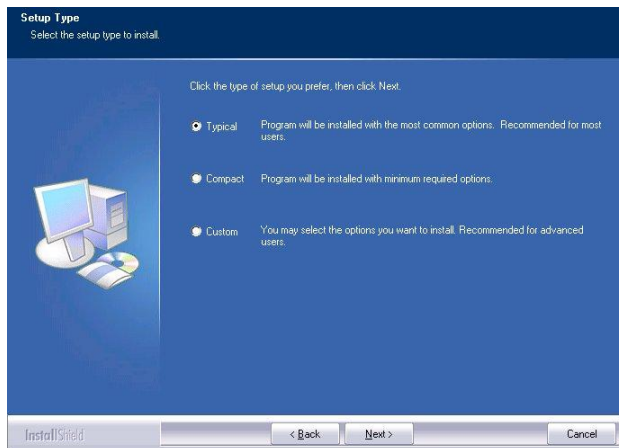 Setup Type
Select the setup type to install.
Click the type of setup you prefer, then click Next.
Typical Program will be installed with the most common options. Recommended for most
users.
Compact Program will be installed with minimum required options.
Custom You may select the options you want to install. Recommended for advanced
users.
InstallShield
< Back Next > Cancel